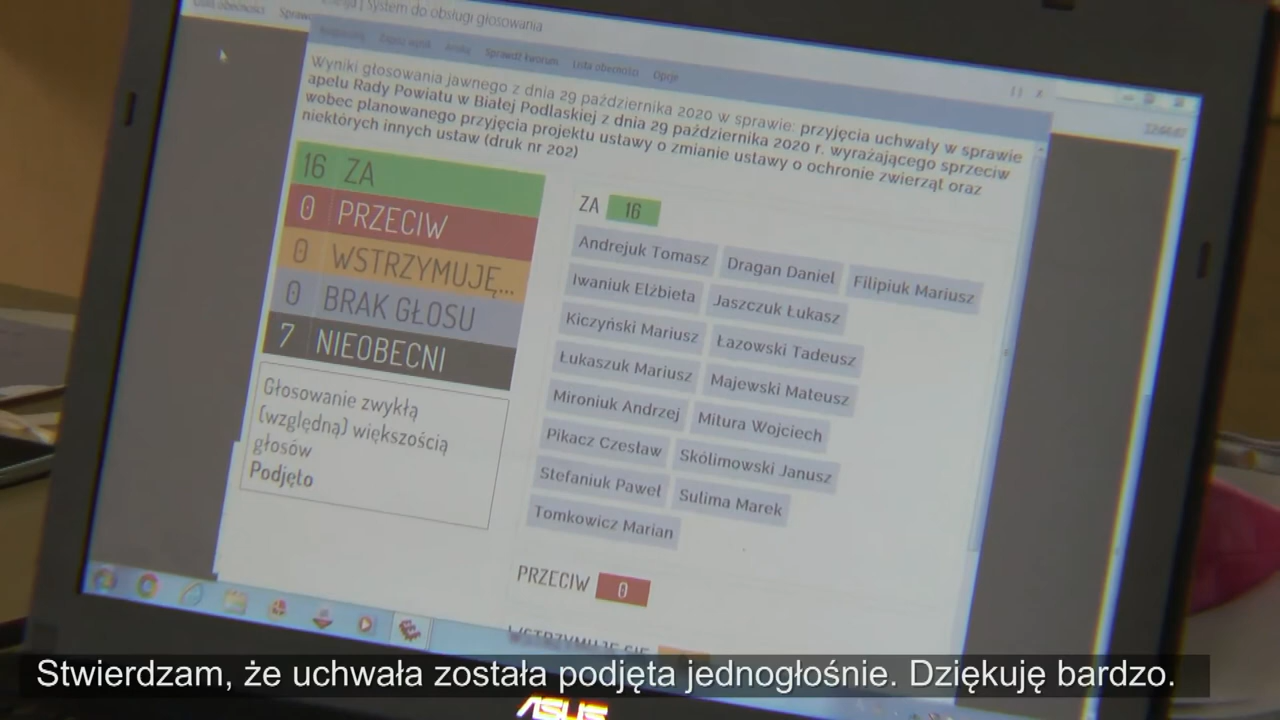 System do obsługi głosowania
Lista obecności
Sprawdź kworum Lista obecności Opcje
Wyniki głosowania jawnego z dnia 29 października 2020 w sprawie: przyjęcia uchwały w sprawie
apelu Rady Powiatu w Białej Podlaskiej z dnia 29 października 2020 r. wyrażającego sprzeciw
wobec planowanego przyjęcia projektu ustawy o zmianie ustawy o ochronie zwierząt oraz
niektórych innych ustaw (druk nr 202)
16 ZA
0 PRZECIW
0 WSTRZYMUJĘ...
0 BRAK GŁOSU
7 NIEOBECNI
Głosowanie zwykłą
(względną) większością
głosów
Podjęto
ZA 16
Andrejuk Tomasz Dragan Daniel Filipiuk Mariusz
Iwaniuk Elżbieta Jaszczuk Łukasz
Kiczyński Mariusz Łazowski Tadeusz
Łukaszuk Mariusz Majewski Mateusz
Mironiuk Andrzej Mitura Wojciech
Pikacz Czesław Skólimowski Janusz
Stefaniuk Paweł Sulima Marek
Tomkowicz Marian
PRZECIW 0
WSTRZYMUJĘ SIĘ
Stwierdzam, że uchwała została podjęta jednogłośnie. Dziękuję bardzo.
ASUS